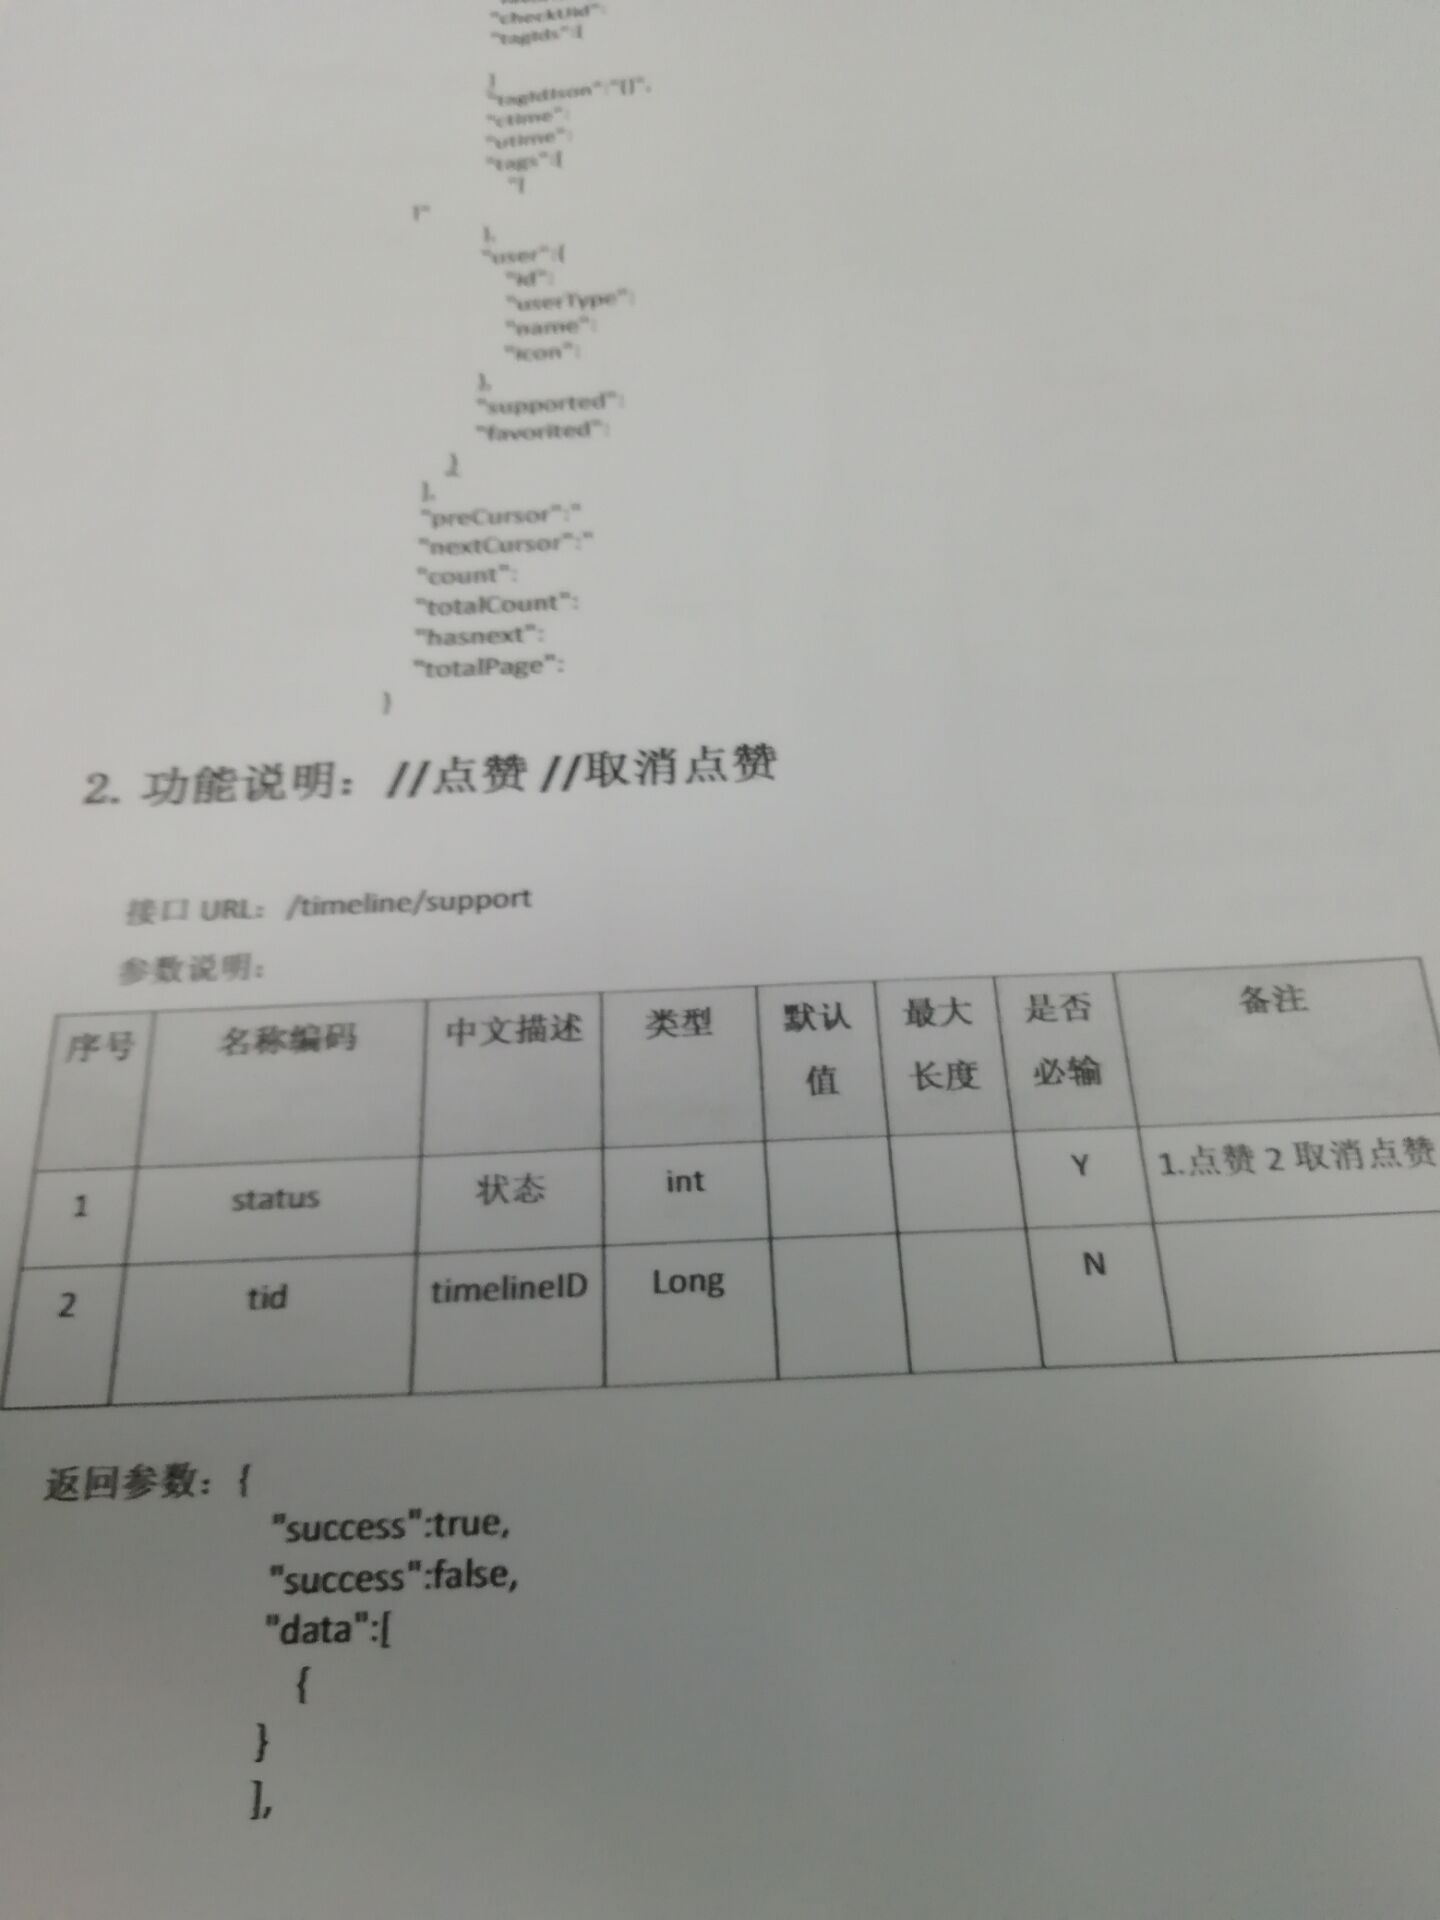 "checkUid":
"tagIds":[
]
"tagIdJson":"[]",
"ctime":
"utime":
"tags":[
"[
]"
],
"user":{
"id":
"userType":
"name":
"icon":
},
"supported":
"favorited":
}
],
"preCursor":"
"nextCursor":"
"count":
"totalCount":
"hasnext":
"totalPage":
}
2. 功能说明：//点赞 //取消点赞
接口 URL：/timeline/support
参数说明：
序号 名称编码 中文描述 类型 默认值 最大长度 是否必输 备注
1 status 状态 int Y 1.点赞 2 取消点赞
2 tid timelineID Long N
返回参数：{
"success":true,
"success":false,
"data":[
{
}
],